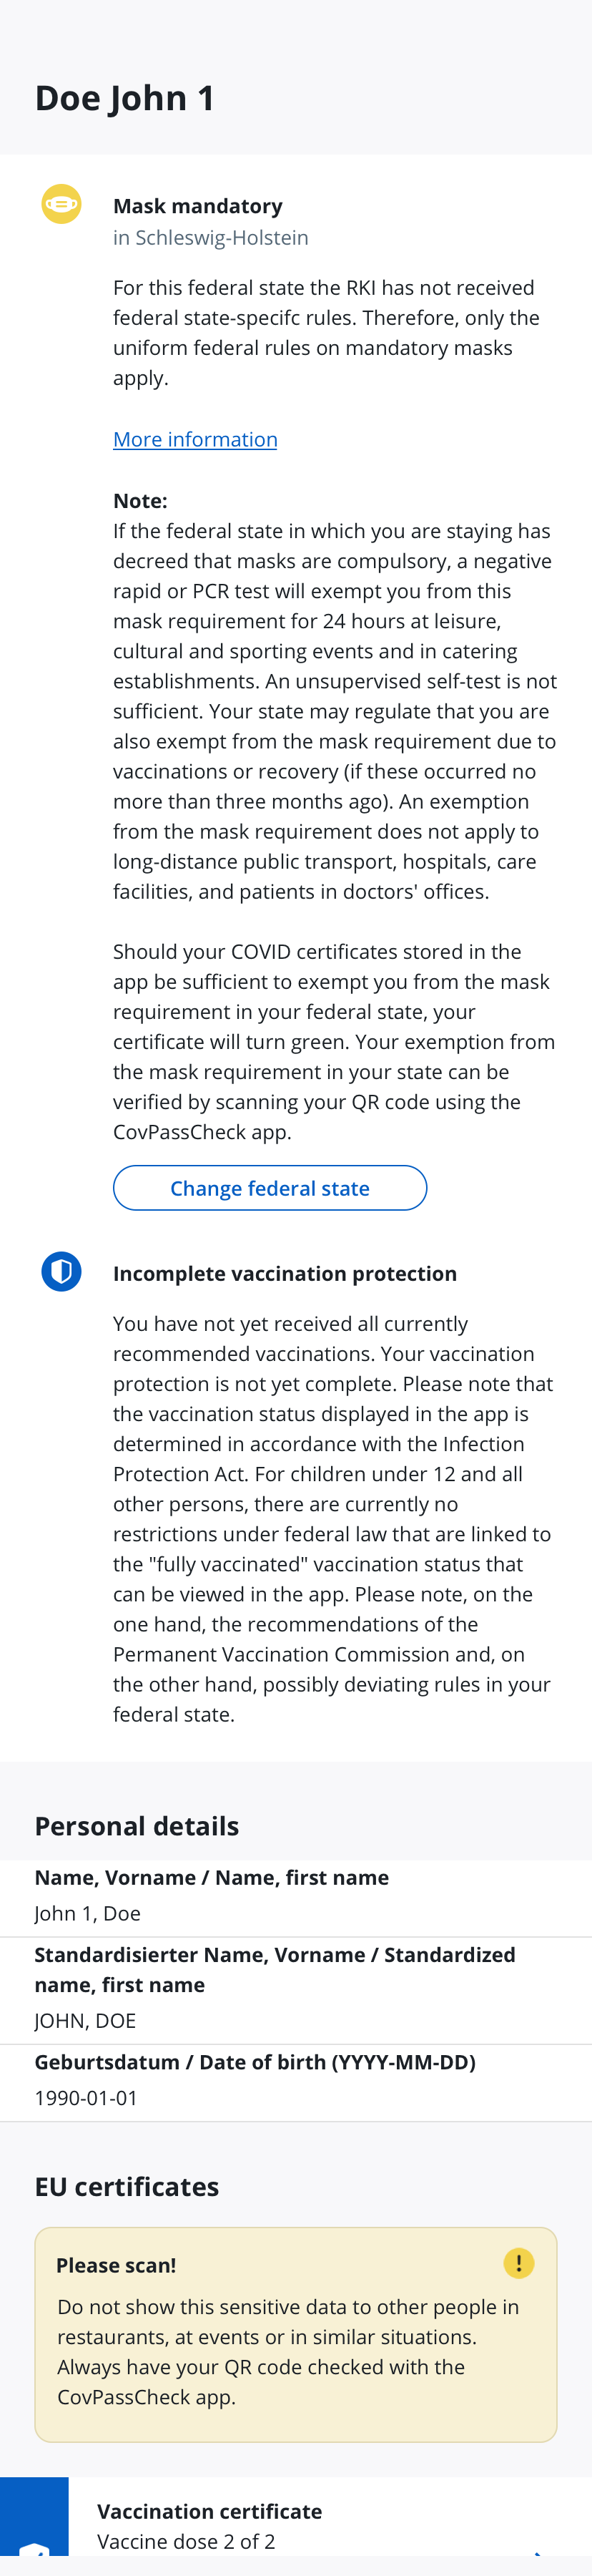 Doe John 1
Mask mandatory
in Schleswig-Holstein
For this federal state the RKI has not received
federal state-specifc rules. Therefore, only the
uniform federal rules on mandatory masks
apply.
More information
Note:
If the federal state in which you are staying has
decreed that masks are compulsory, a negative
rapid or PCR test will exempt you from this
mask requirement for 24 hours at leisure,
cultural and sporting events and in catering
establishments. An unsupervised self-test is not
sufficient. Your state may regulate that you are
also exempt from the mask requirement due to
vaccinations or recovery (if these occurred no
more than three months ago). An exemption
from the mask requirement does not apply to
long-distance public transport, hospitals, care
facilities, and patients in doctors' offices.
Should your COVID certificates stored in the
app be sufficient to exempt you from the mask
requirement in your federal state, your
certificate will turn green. Your exemption from
the mask requirement in your state can be
verified by scanning your QR code using the
CovPassCheck app.
Change federal state
Incomplete vaccination protection
You have not yet received all currently
recommended vaccinations. Your vaccination
protection is not yet complete. Please note that
the vaccination status displayed in the app is
determined in accordance with the Infection
Protection Act. For children under 12 and all
other persons, there are currently no
restrictions under federal law that are linked to
the "fully vaccinated" vaccination status that
can be viewed in the app. Please note, on the
one hand, the recommendations of the
Permanent Vaccination Commission and, on
the other hand, possibly deviating rules in your
federal state.
Personal details
Name, Vorname / Name, first name
John 1, Doe
Standardisierter Name, Vorname / Standardized
name, first name
JOHN, DOE
Geburtsdatum / Date of birth (YYYY-MM-DD)
1990-01-01
EU certificates
Please scan!
Do not show this sensitive data to other people in
restaurants, at events or in similar situations.
Always have your QR code checked with the
CovPassCheck app.
Vaccination certificate
Vaccine dose 2 of 2